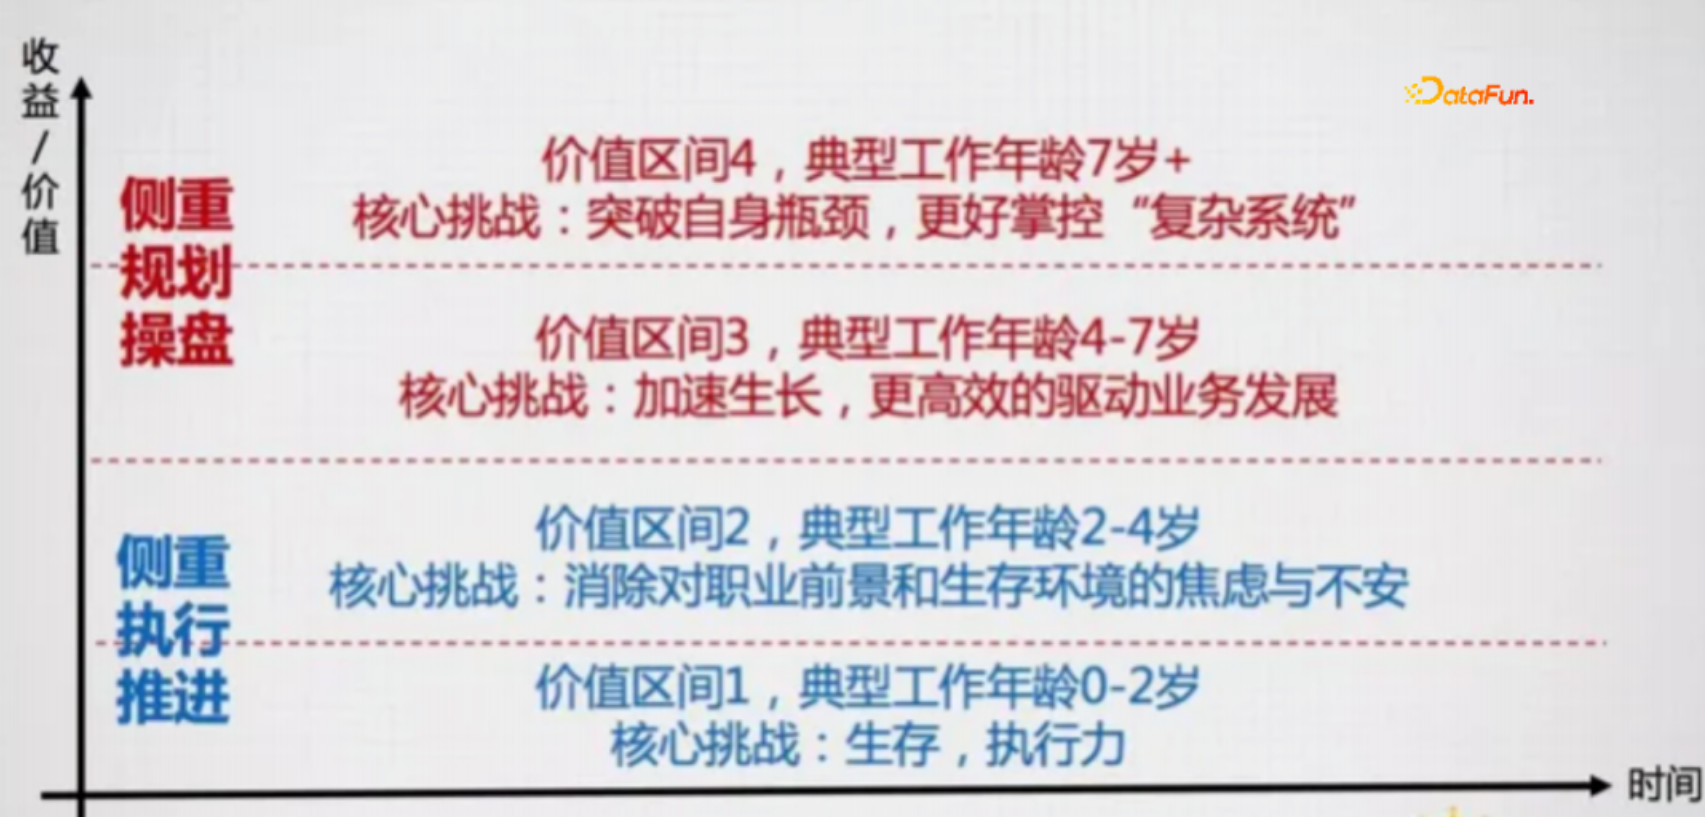 收益/价值
DataFun.
价值区间4，典型工作年龄7岁+
核心挑战：突破自身瓶颈，更好掌控“复杂系统”
侧重
规划
操盘
价值区间3，典型工作年龄4-7岁
核心挑战：加速生长，更高效的驱动业务发展
价值区间2，典型工作年龄2-4岁
核心挑战：消除对职业前景和生存环境的焦虑与不安
侧重
执行
推进
价值区间1，典型工作年龄0-2岁
核心挑战：生存，执行力
时间